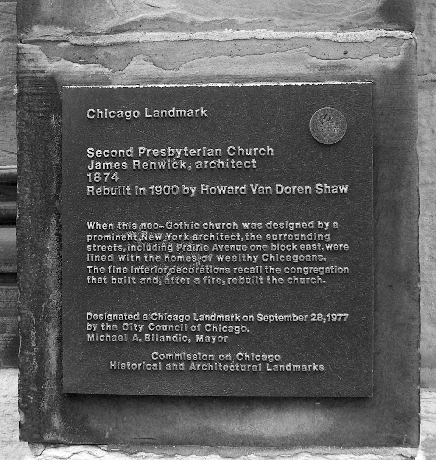 Chicago Landmark
Second Presbyterian Church
James Renwick, architect
1874
Rebuilt in 1900 by Howard Van Doren Shaw
When this neo-Gothic church was designed by a
prominent New York architect, the surrounding
streets, including Prairie Avenue one block east, were
lined with the homes of wealthy Chicagoans.
The fine interior decorations recall the congregation
that built and, after a fire, rebuilt the church.
Designated a Chicago Landmark on September 28, 1977
by the City Council of Chicago.
Michael A. Bilandic, Mayor
Commission on Chicago
Historical and Architectural Landmarks